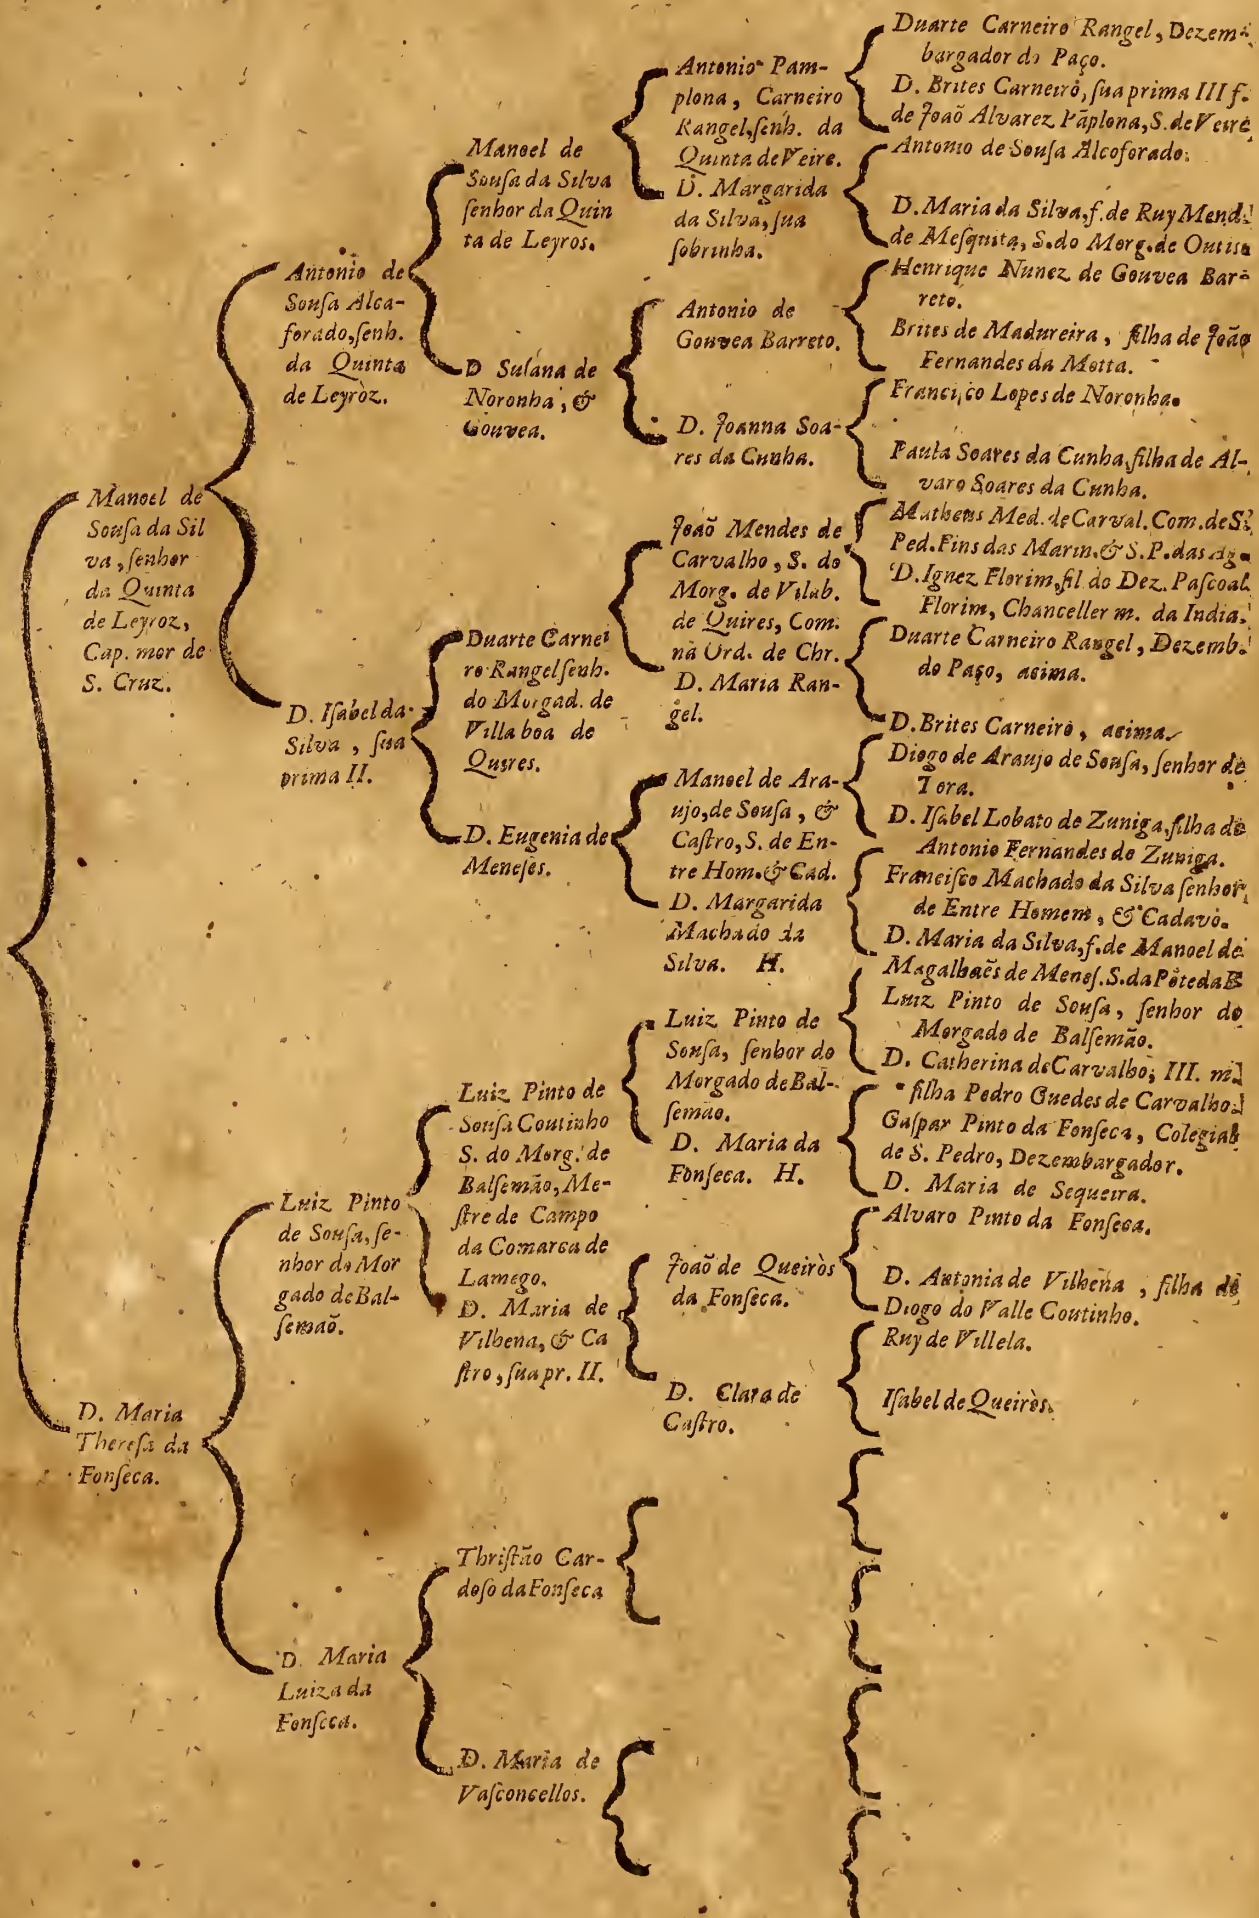 Manoel de
Sousa da Sil
va, senhor
da Quinta
de Leyroz,
Cap. mor de
S. Cruz.
D. Maria
Theresa da
Fonseca.
Antonio de
Sousa Alca-
forado, senh.
da Quinta
de Leyròz.
D. Isabel da
Silva, sua
prima II.
Luiz Pinto
de Sousa, se-
nhor do Mor
gado de Bal-
semaõ.
D. Maria
Luiza da
Fonseca.
Manoel de
Sousa da Silva
senhor da Quin
ta de Leyros.
D Susana de
Noronha, &
Gouvea.
Duarte Carnei
ro Rangel senh.
do Morgad. de
Villa boa de
Quires.
D. Eugenia de
Meneses.
Luiz Pinto de
Sousa Coutinho
S. do Morg. de
Balsemão, Me-
stre de Campo
da Comarca de
Lamego.
D. Maria de
Vilhena, & Ca
stro, sua pr. II.
Thristão Car-
doso da Fonseca
D. Maria de
Vasconcellos.
Antonio Pam-
plona, Carneiro
Rangel, senh. da
Quinta de Veire.
D. Margarida
da Silva, sua
sobrinha.
Antonio de
Gouvea Barreto.
D. Joanna Soa-
res da Cunha.
Joaõ Mendes de
Carvalho, S. do
Morg. de Vilab.
de Quires, Com.
na Ord. de Chr.
D. Maria Ran-
gel.
Manoel de Ara-
ujo, de Sousa, &
Castro, S. de En-
tre Hom. & Cad.
D. Margarida
Machado da
Silva. H.
Luiz Pinto de
Sousa, senhor do
Morgado de Bal-
semão.
D. Maria da
Fonseca. H.
Joaõ de Queiròs
da Fonseca.
D. Clara de
Castro.
Duarte Carneiro Rangel, Dezem-
bargador do Paço.
D. Brites Carneiro, sua prima III f.
de Joaõ Alvarez Pãplona, S. de Veire
Antonio de Sousa Alcoforado.
D. Maria da Silva, f. de Ruy Mend.
de Mesquita, S. do Morg. de Outis
Henrique Nunez de Gouvea Bar-
reto.
Brites de Madureira, filha de João
Fernandes da Motta.
Francisco Lopes de Noronha.
Paula Soares da Cunha, filha de Al-
varo Soares da Cunha.
Matheus Med. de Carval. Com. de S.
Ped. Fins das Marin. & S. P. das Ag
D. Ignez Florim, fil do Dez. Pascoal
Florim, Chanceller m. da India.
Duarte Carneiro Rangel, Dezemb.
do Paço, acima.
D. Brites Carneiro, acima.
Diogo de Araujo de Sousa, senhor de
Tora.
D. Isabel Lobato de Zuniga, filha de
Antonio Fernandes de Zuniga.
Francisco Machado da Silva senhor
de Entre Homem, & Cadavo.
D. Maria da Silva, f. de Manoel de
Magalhaẽs de Menes. S. da Põte da B
Luiz Pinto de Sousa, senhor do
Morgado de Balsemão.
D. Catherina de Carvalho, III. m.
filha Pedro Guedes de Carvalho.
Gaspar Pinto da Fonseca, Colegial
de S. Pedro, Dezembargador.
D. Maria de Sequeira.
Alvaro Pinto da Fonseca.
D. Antonia de Vilhena, filha de
Diogo do Valle Coutinho.
Ruy de Villela.
Isabel de Queiròs.